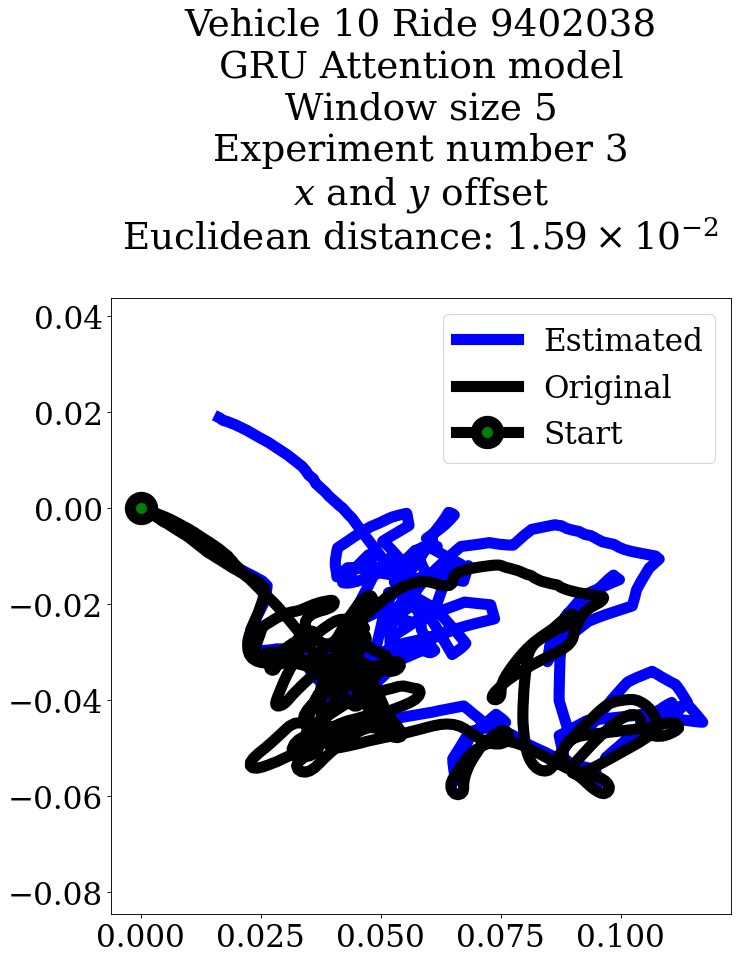 Vehicle 10 Ride 9402038
GRU Attention model
Window size 5
Experiment number 3
x and y offset
Euclidean distance: 1.59 × 10⁻²
Estimated
Original
Start
0.04
0.02
0.00
−0.02
−0.04
−0.06
−0.08
0.000 0.025 0.050 0.075 0.100